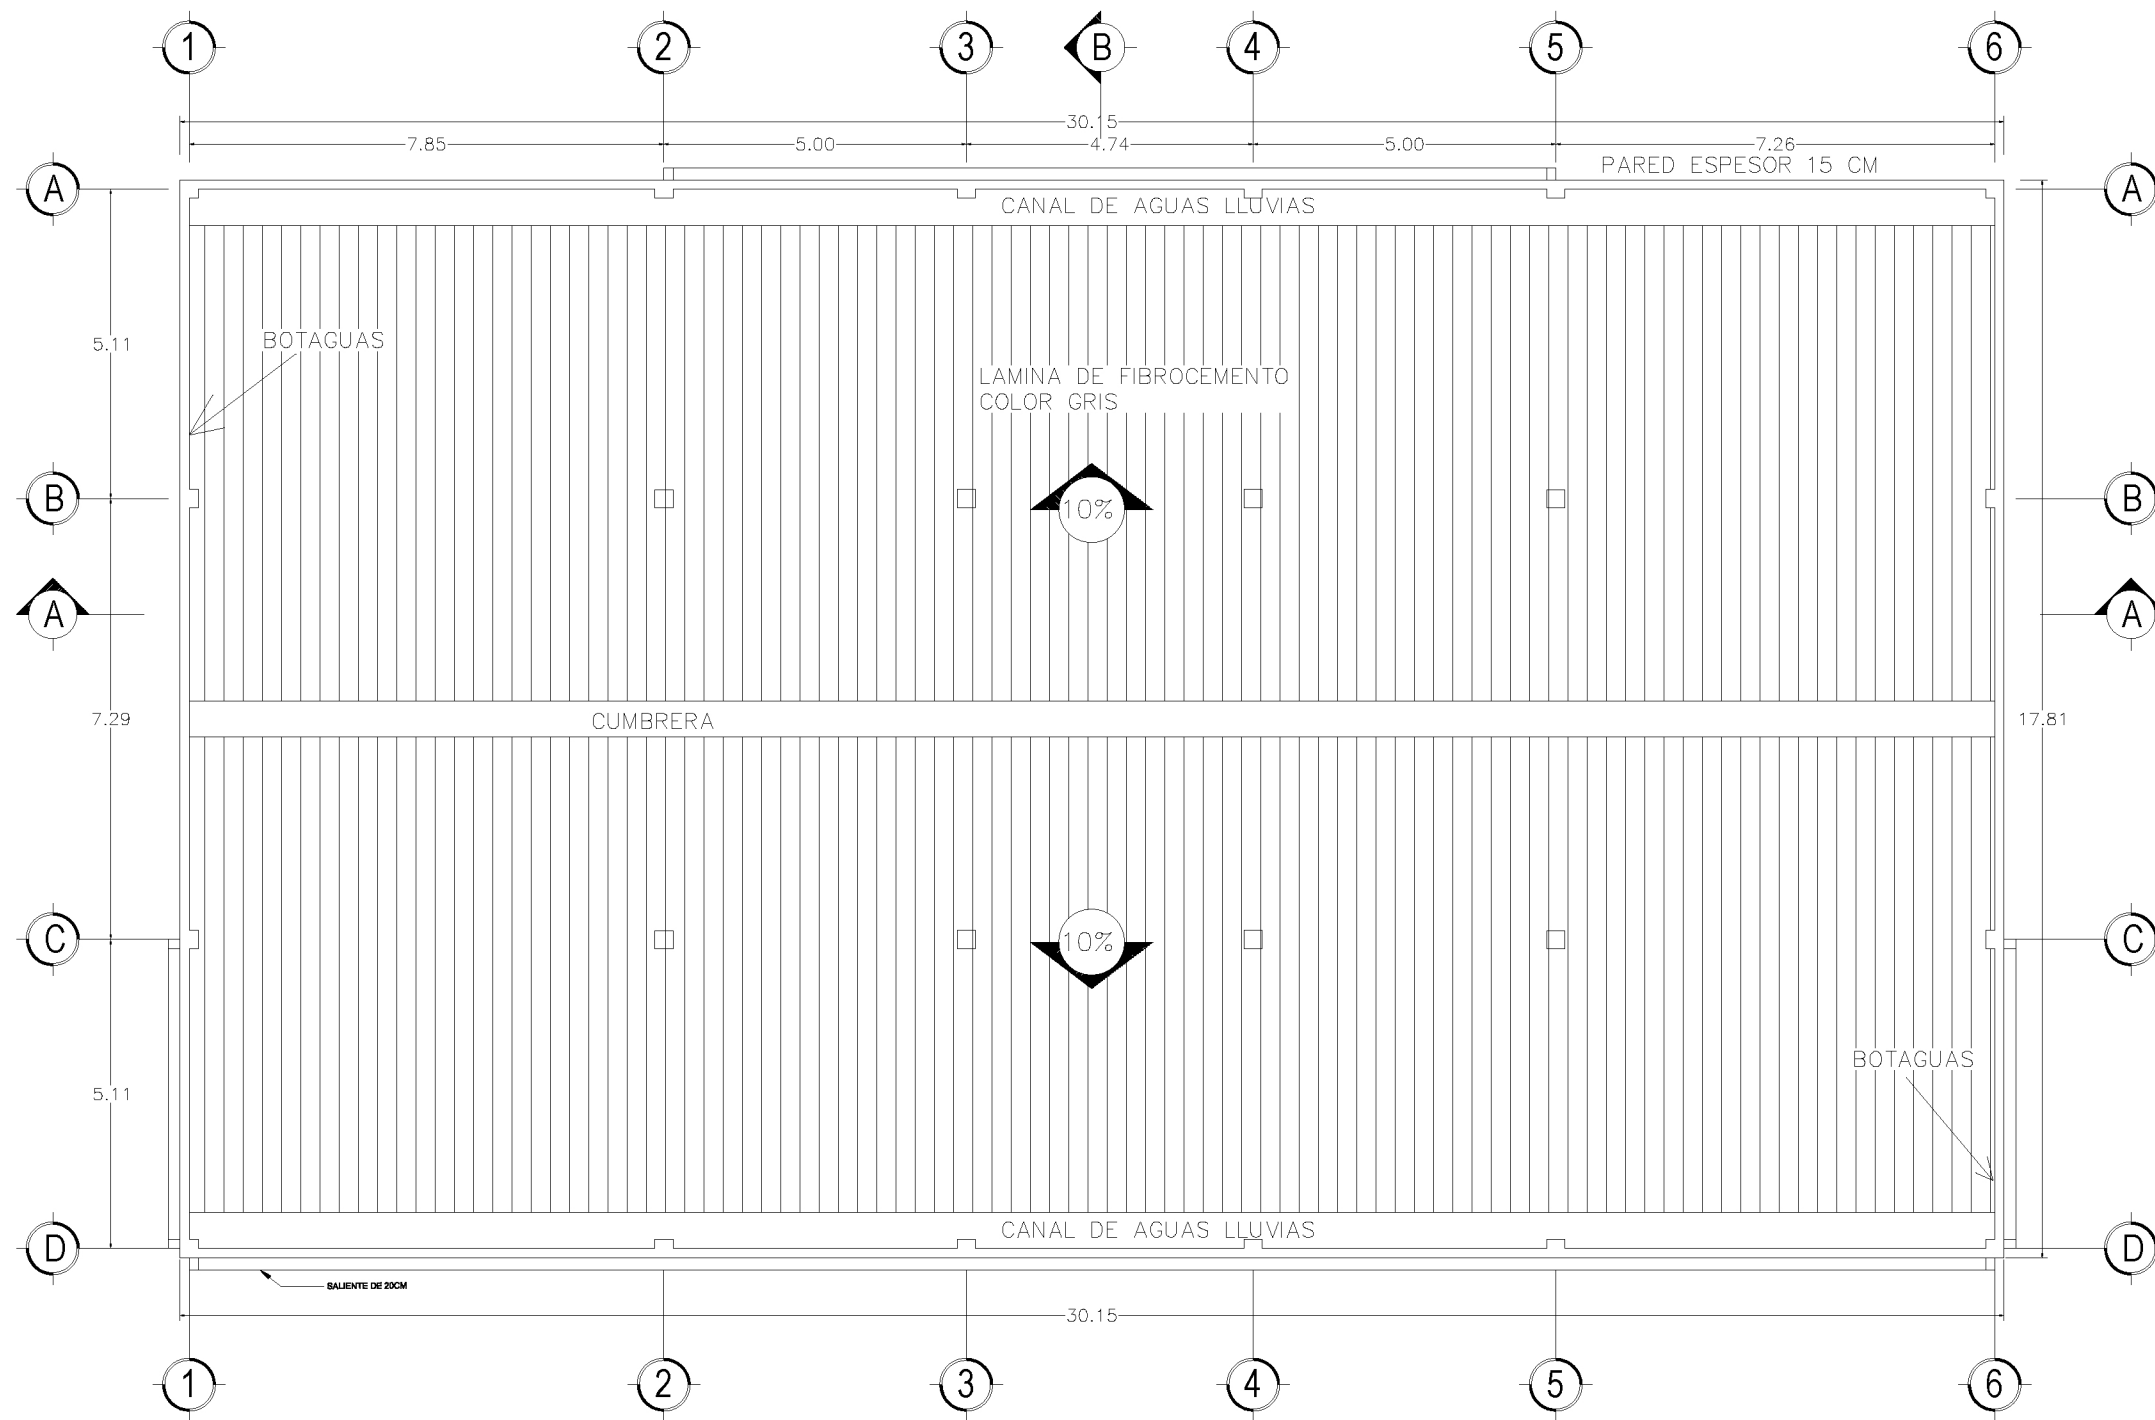 1 2 3 B 4 5 6
30.15
7.85 5.00 4.74 5.00 7.26
PARED ESPESOR 15 CM
A A
CANAL DE AGUAS LLUVIAS
BOTAGUAS
5.11
LAMINA DE FIBROCEMENTO
COLOR GRIS
B B
10%
A A
7.29 CUMBRERA 17.81
C C
10%
BOTAGUAS
5.11
CANAL DE AGUAS LLUVIAS
D D
SALIENTE DE 20CM
30.15
1 2 3 4 5 6